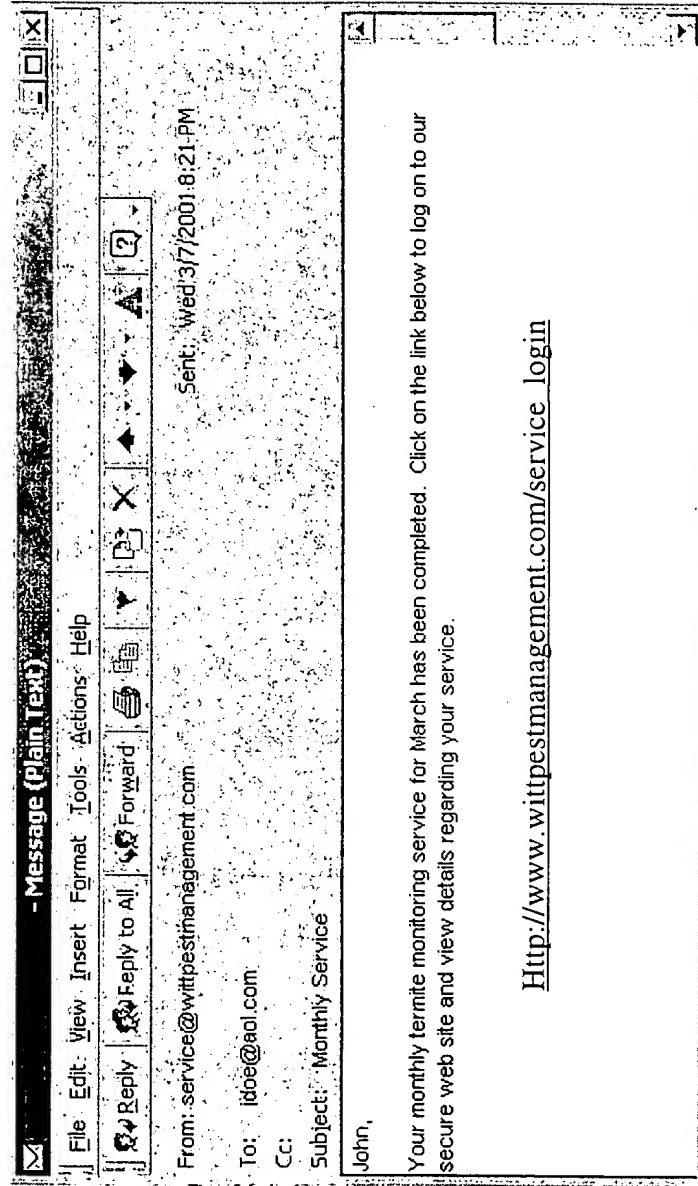 - Message (Plain Text)
File Edit View Insert Format Tools Actions Help
Reply Reply to All Forward
From: service@wittpestmanagement.com Sent: Wed 3/7/2001 8:21 PM
To: jdoe@aol.com
Cc:
Subject: Monthly Service
John,
Your monthly termite monitoring service for March has been completed. Click on the link below to log on to our
secure web site and view details regarding your service.
Http://www.wittpestmanagement.com/service_login